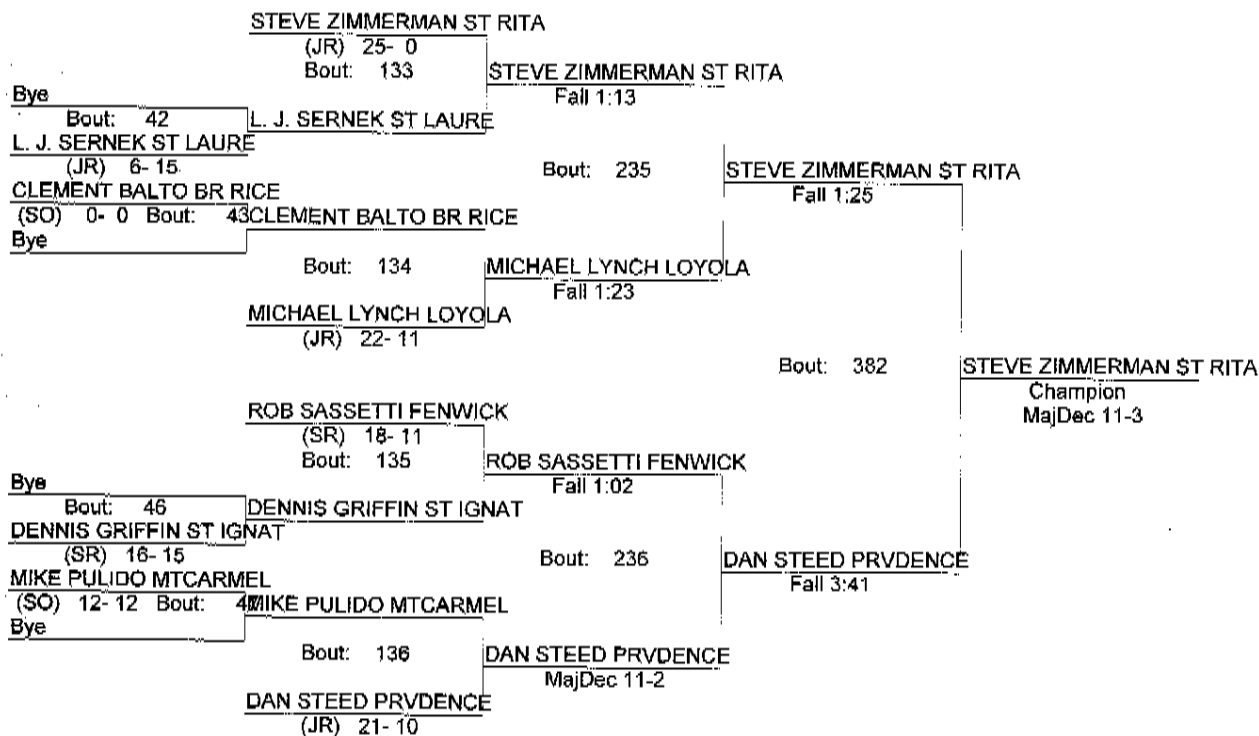 STEVE ZIMMERMAN ST RITA
(JR) 25- 0
Bout: 133
STEVE ZIMMERMAN ST RITA
Fall 1:13
Bye
Bout: 42
L. J. SERNEK ST LAURE
L. J. SERNEK ST LAURE
(JR) 6- 15
Bout: 235
STEVE ZIMMERMAN ST RITA
Fall 1:25
CLEMENT BALTO BR RICE
(SO) 0- 0 Bout: 43
CLEMENT BALTO BR RICE
Bye
Bout: 134
MICHAEL LYNCH LOYOLA
Fall 1:23
MICHAEL LYNCH LOYOLA
(JR) 22- 11
Bout: 382
STEVE ZIMMERMAN ST RITA
Champion
MajDec 11-3
ROB SASSETTI FENWICK
(SR) 18- 11
Bout: 135
ROB SASSETTI FENWICK
Fall 1:02
Bye
Bout: 46
DENNIS GRIFFIN ST IGNAT
DENNIS GRIFFIN ST IGNAT
(SR) 16- 15
Bout: 236
DAN STEED PRVDENCE
Fall 3:41
MIKE PULIDO MTCARMEL
(SO) 12- 12 Bout:
MIKE PULIDO MTCARMEL
Bye
Bout: 136
DAN STEED PRVDENCE
MajDec 11-2
DAN STEED PRVDENCE
(JR) 21- 10